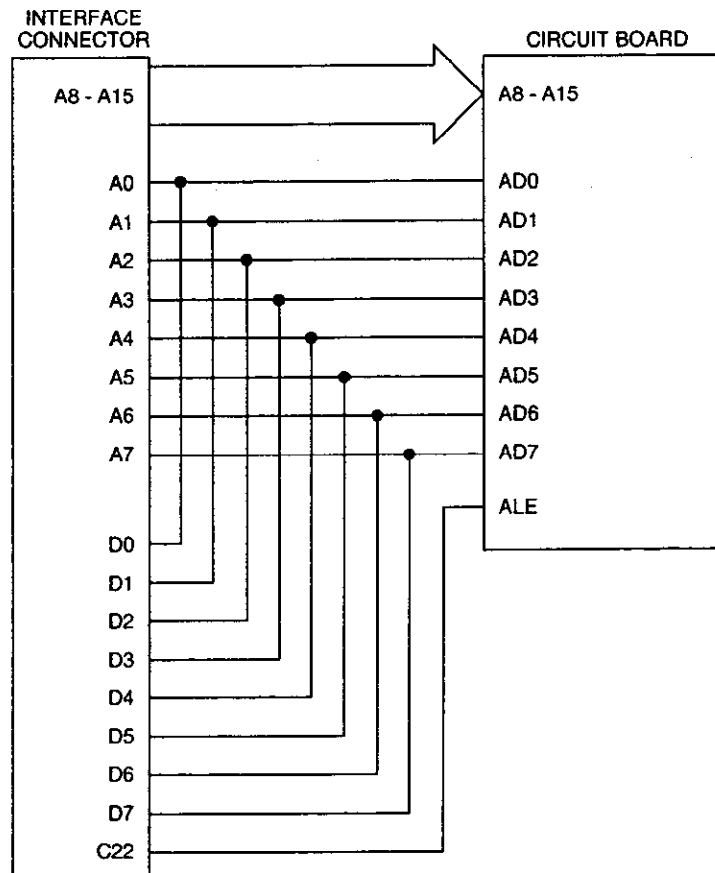 INTERFACE
CONNECTOR
CIRCUIT BOARD
A8 - A15
A8 - A15
A0
AD0
A1
AD1
A2
AD2
A3
AD3
A4
AD4
A5
AD5
A6
AD6
A7
AD7
ALE
D0
D1
D2
D3
D4
D5
D6
D7
C22